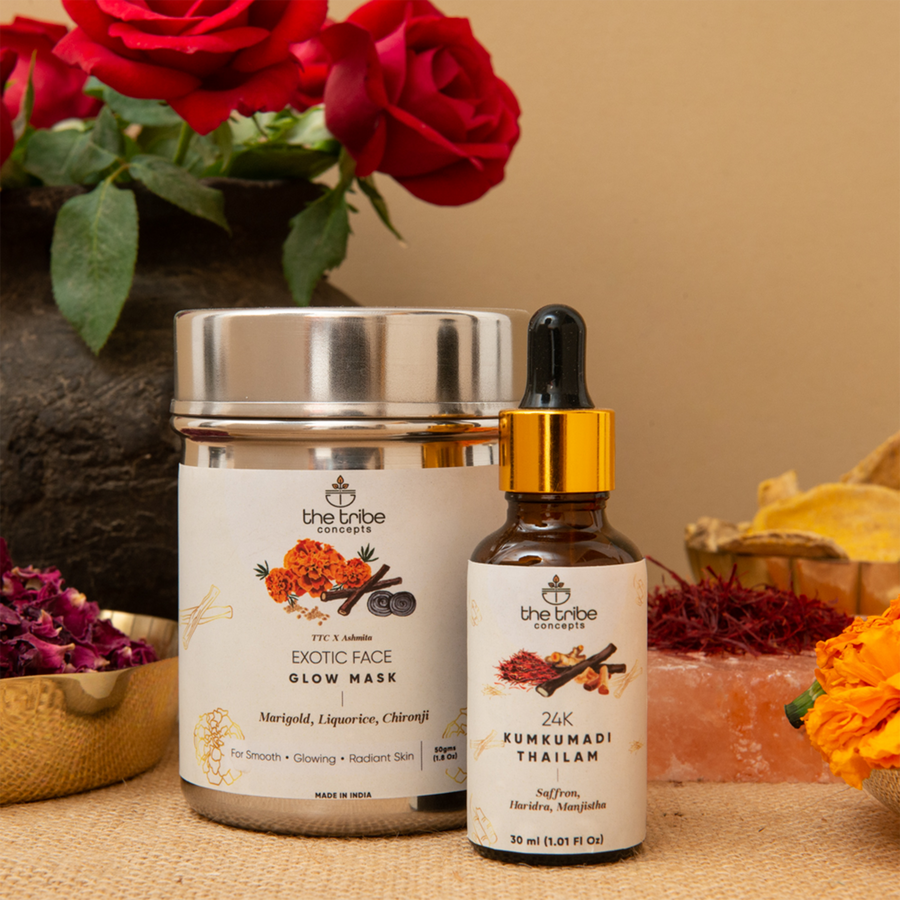 the tribe
concepts
TTC X Ashmita
EXOTIC FACE
GLOW MASK
Marigold, Liquorice, Chironji
For Smooth • Glowing • Radiant Skin
50gms
(1.8 Oz)
MADE IN INDIA
the tribe
concepts
24K
KUMKUMADI
THAILAM
Saffron,
Haridra, Manjistha
30 ml (1.01 Fl Oz)